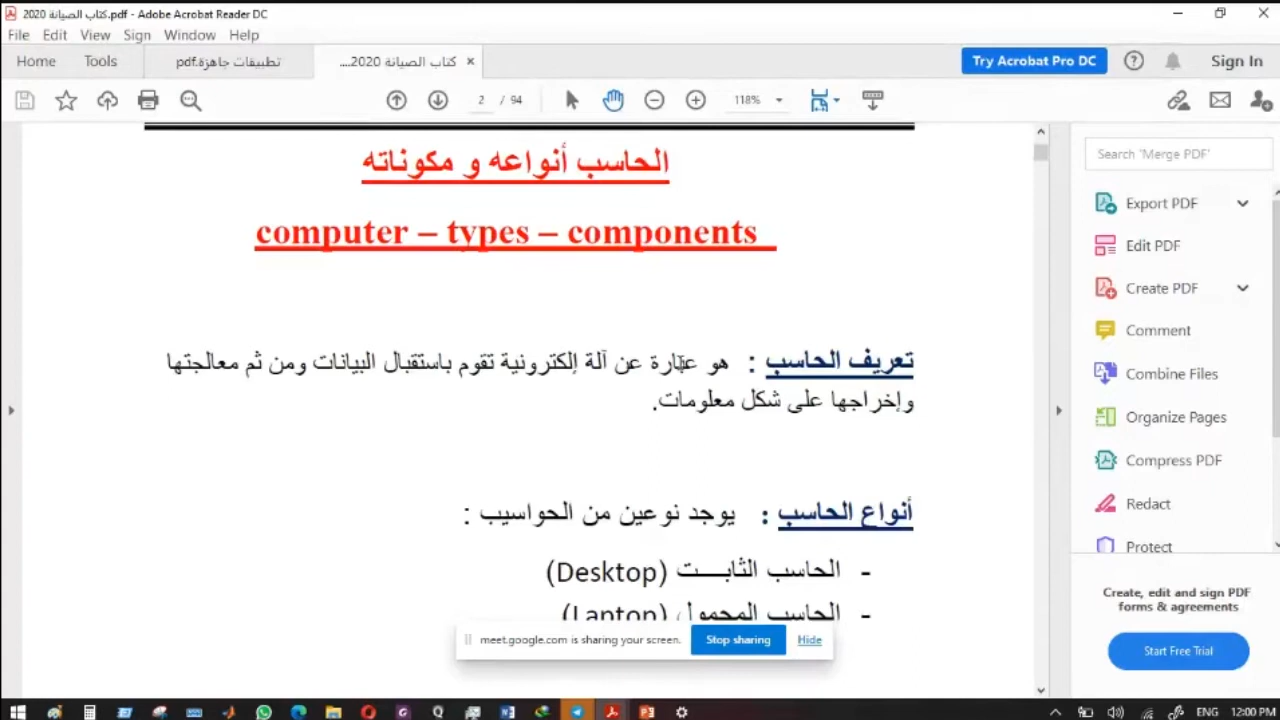 كتاب الصيانة 2020.pdf - Adobe Acrobat Reader DC
File Edit View Sign Window Help
Home Tools تطبيقات جاهزة.pdf كتاب الصيانة 2020.... × Try Acrobat Pro DC Sign In
2 / 94 118%
الحاسب أنواعه و مكوناته
computer – types – components
تعريف الحاسب : هو عبارة عن آلة إلكترونية تقوم باستقبال البيانات ومن ثم معالجتها
وإخراجها على شكل معلومات.
أنواع الحاسب : يوجد نوعين من الحواسيب :
- الحاسب الثابـــت (Desktop)
- الحاسب المحمول (Laptop)
meet.google.com is sharing your screen. Stop sharing Hide
Search 'Merge PDF'
Export PDF
Edit PDF
Create PDF
Comment
Combine Files
Organize Pages
Compress PDF
Redact
Protect
Create, edit and sign PDF
forms & agreements
Start Free Trial
ENG 12:00 PM